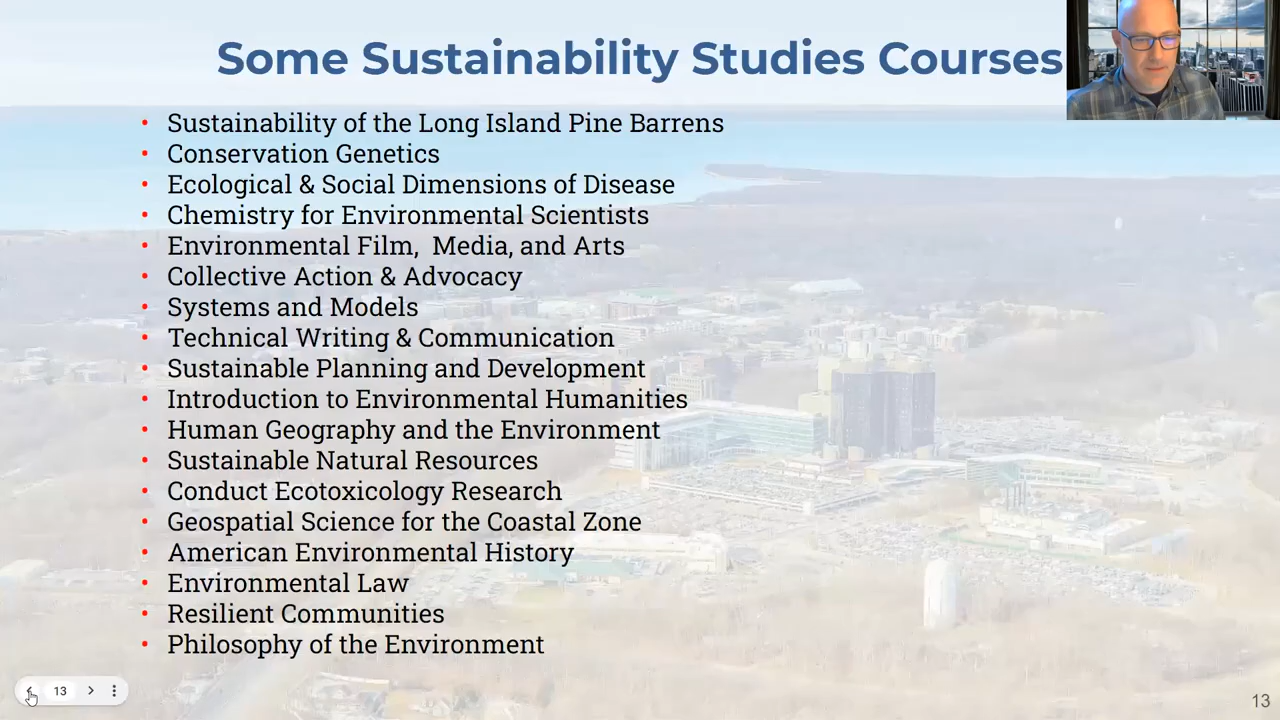 Some Sustainability Studies Courses
• Sustainability of the Long Island Pine Barrens
• Conservation Genetics
• Ecological & Social Dimensions of Disease
• Chemistry for Environmental Scientists
• Environmental Film,  Media, and Arts
• Collective Action & Advocacy
• Systems and Models
• Technical Writing & Communication
• Sustainable Planning and Development
• Introduction to Environmental Humanities
• Human Geography and the Environment
• Sustainable Natural Resources
• Conduct Ecotoxicology Research
• Geospatial Science for the Coastal Zone
• American Environmental History
• Environmental Law
• Resilient Communities
• Philosophy of the Environment
13
13